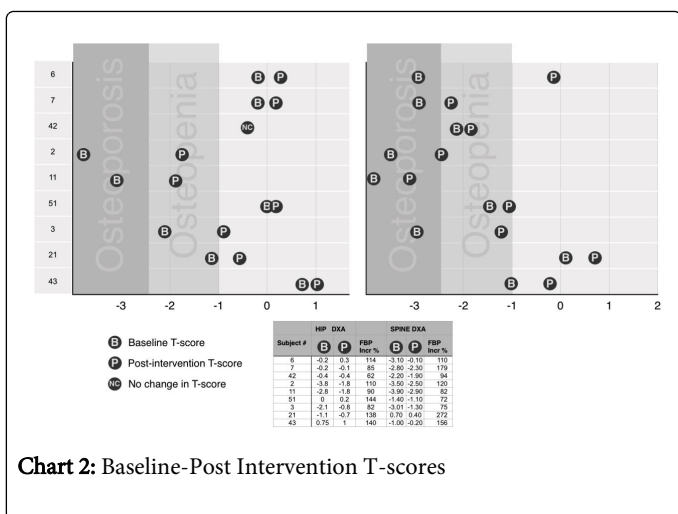 Osteoporosis Osteopenia Osteoporosis Osteopenia
6 B P B P
7 B P B P
42 NC B P
2 B P B P
11 B P B P
51 B P B P
3 B P B P
21 B P B P
43 B P B P
-3 -2 -1 0 1 -3 -2 -1 0 1 2
B Baseline T-score
P Post-intervention T-score
NC No change in T-score
HIP DXA SPINE DXA
Subject # B P FBP Incr % B P FBP Incr %
6 -0.2 0.3 114 -3.10 -0.10 110
7 -0.2 -0.1 85 -2.80 -2.30 179
42 -0.4 -0.4 62 -2.20 -1.90 94
2 -3.8 -1.8 110 -3.50 -2.50 120
11 -2.8 -1.8 90 -3.90 -2.90 82
51 0 0.2 144 -1.40 -1.10 72
3 -2.1 -0.8 82 -3.01 -1.30 75
21 -1.1 -0.7 138 0.70 0.40 272
43 0.75 1 140 -1.00 -0.20 156
Chart 2: Baseline-Post Intervention T-scores